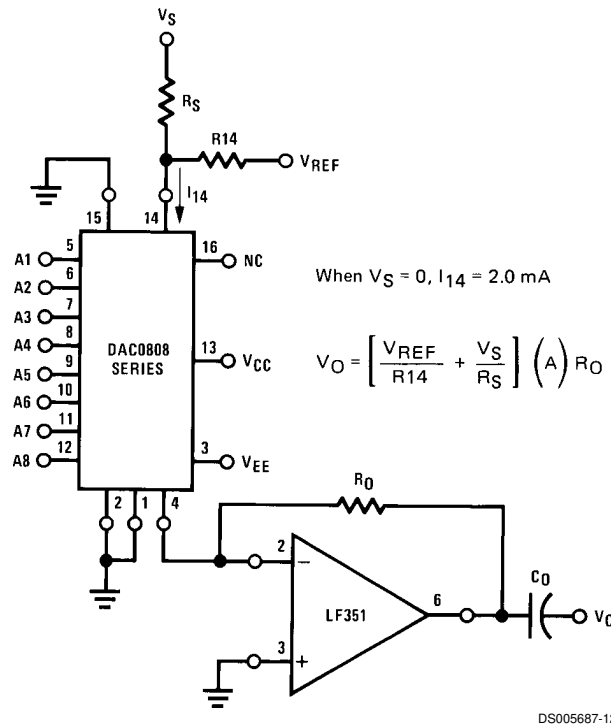 VS
RS
R14
VREF
I14
15
14
A1 5
16 NC
A2 6
A3 7
A4 8
A5 9
A6 10
A7 11
A8 12
DAC0808
SERIES
13 VCC
3 VEE
When VS = 0, I14 = 2.0 mA
VO = [ VREF/R14 + VS/RS ] (A) RO
2 1 4
RO
2
−
LF351
6
CO
3
+
DS005687-1